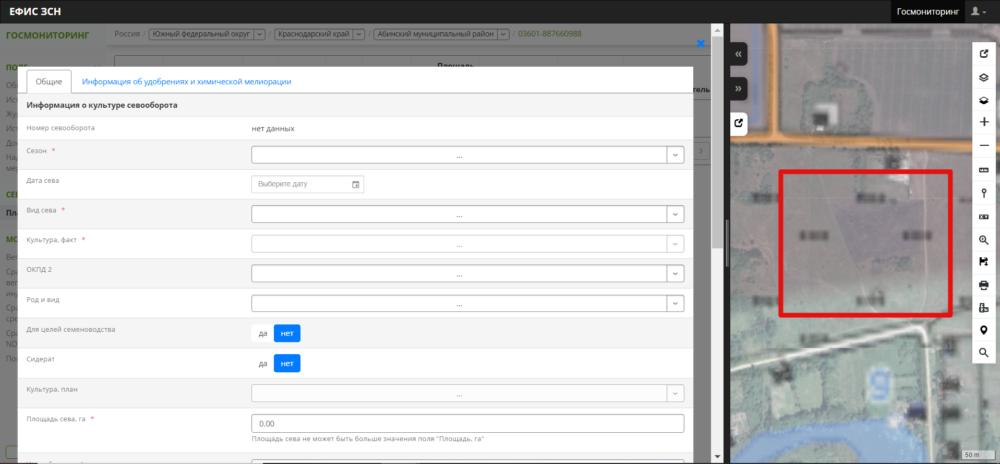 ЕФИС ЗСН
Госмониторинг
ГОСМОНИТОРИНГ
Россия / Южный федеральный округ / Краснодарский край / Абинский муниципальный район / 03601-887660988
Площадь
Общие
Информация об удобрениях и химической мелиорации
Информация о культуре севооборота
Номер севооборота
нет данных
Сезон *
...
Дата сева
Выберите дату
Вид сева *
...
Культура, факт *
...
ОКПД 2
...
Род и вид
...
Для целей семеноводства
да нет
Сидерат
да нет
Культура, план
...
Площадь сева, га *
0.00
Площадь сева не может быть больше значения поля "Площадь, га"
9
50 m